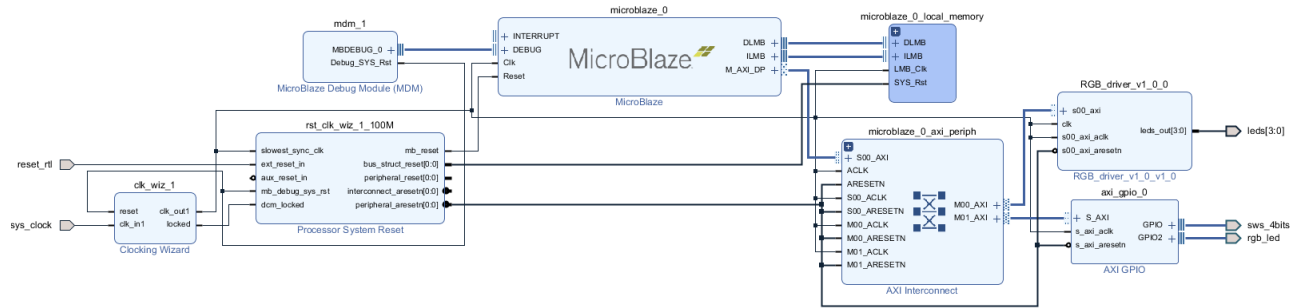 mdm_1
MBDEBUG_0
Debug_SYS_Rst
MicroBlaze Debug Module (MDM)
microblaze_0
INTERRUPT
DEBUG
Clk
Reset
MicroBlaze
DLMB
ILMB
M_AXI_DP
MicroBlaze
microblaze_0_local_memory
DLMB
ILMB
LMB_Clk
SYS_Rst
reset_rtl
sys_clock
clk_wiz_1
reset
clk_in1
clk_out1
locked
Clocking Wizard
rst_clk_wiz_1_100M
slowest_sync_clk
ext_reset_in
aux_reset_in
mb_debug_sys_rst
dcm_locked
mb_reset
bus_struct_reset[0:0]
peripheral_reset[0:0]
interconnect_aresetn[0:0]
peripheral_aresetn[0:0]
Processor System Reset
microblaze_0_axi_periph
S00_AXI
ACLK
ARESETN
S00_ACLK
S00_ARESETN
M00_ACLK
M00_ARESETN
M01_ACLK
M01_ARESETN
M00_AXI
M01_AXI
AXI Interconnect
RGB_driver_v1_0_0
s00_axi
clk
s00_axi_aclk
s00_axi_aresetn
leds_out[3:0]
RGB_driver_v1_0_v1_0
leds[3:0]
axi_gpio_0
S_AXI
s_axi_aclk
s_axi_aresetn
GPIO
GPIO2
AXI GPIO
sws_4bits
rgb_led